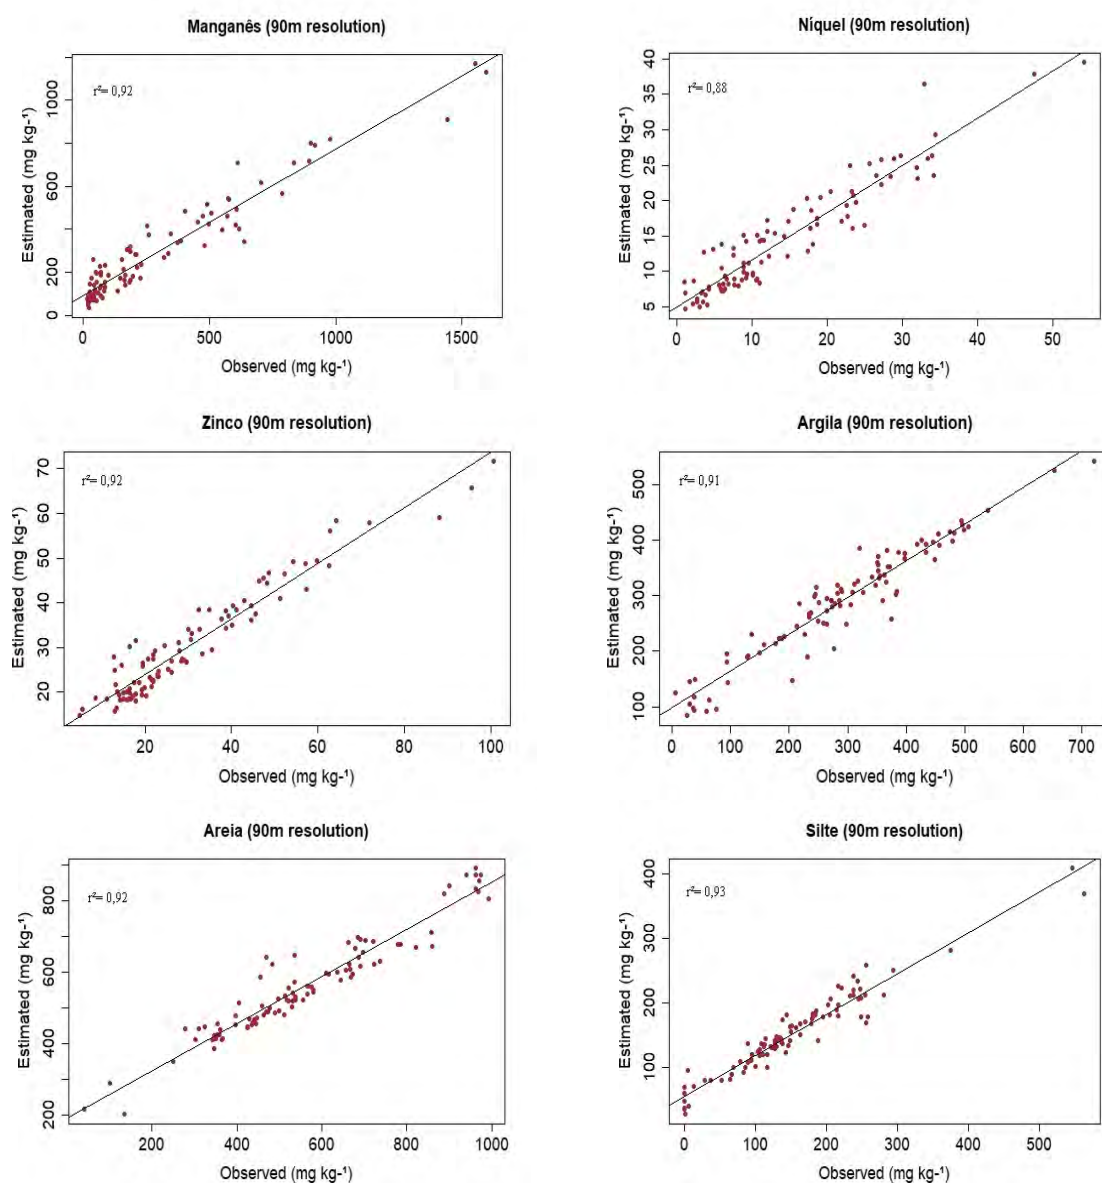 Manganês (90m resolution)
r²= 0,92
Estimated (mg kg-¹)
0 200 600 1000
0 500 1000 1500
Observed (mg kg-¹)
Níquel (90m resolution)
r²= 0,88
Estimated (mg kg-¹)
5 10 15 20 25 30 35 40
0 10 20 30 40 50
Observed (mg kg-¹)
Zinco (90m resolution)
r²= 0,92
Estimated (mg kg-¹)
20 30 40 50 60 70
20 40 60 80 100
Observed (mg kg-¹)
Argila (90m resolution)
r²= 0,91
Estimated (mg kg-¹)
100 200 300 400 500
0 100 200 300 400 500 600 700
Observed (mg kg-¹)
Areia (90m resolution)
r²= 0,92
Estimated (mg kg-¹)
200 400 600 800
200 400 600 800 1000
Observed (mg kg-¹)
Silte (90m resolution)
r²= 0,93
Estimated (mg kg-¹)
100 200 300 400
0 100 200 300 400 500
Observed (mg kg-¹)